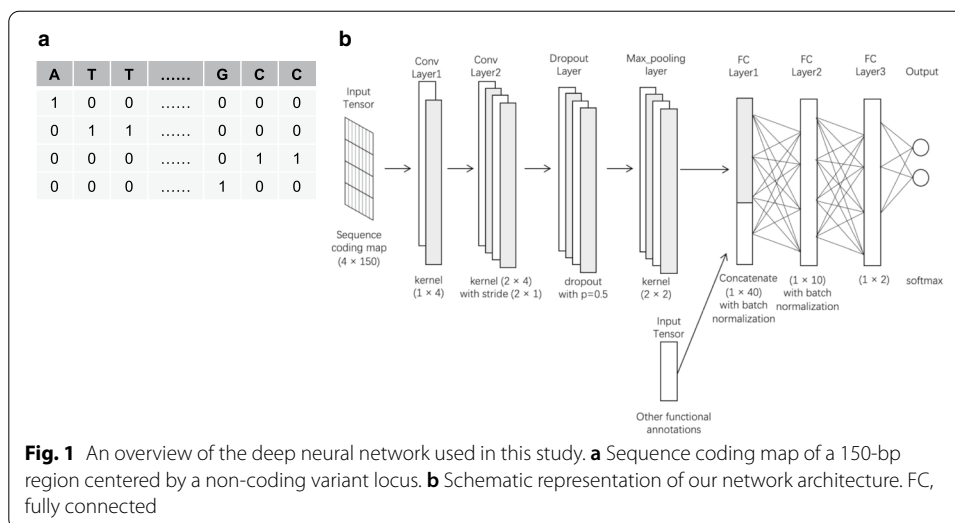 a
A T T ...... G C C
1 0 0 ...... 0 0 0
0 1 1 ...... 0 0 0
0 0 0 ...... 0 1 1
0 0 0 ...... 1 0 0
b
Input
Tensor
Sequence
coding map
(4 × 150)
Conv
Layer1
kernel
(1 × 4)
Conv
Layer2
kernel (2 × 4)
with stride (2 × 1)
Dropout
Layer
dropout
with p=0.5
Max_pooling
layer
kernel
(2 × 2)
Input
Tensor
Other functional
annotations
FC
Layer1
Concatenate
(1 × 40)
with batch
normalization
FC
Layer2
(1 × 10)
with batch
normalization
FC
Layer3
(1 × 2)
Output
softmax
Fig. 1 An overview of the deep neural network used in this study. a Sequence coding map of a 150-bp
region centered by a non-coding variant locus. b Schematic representation of our network architecture. FC,
fully connected